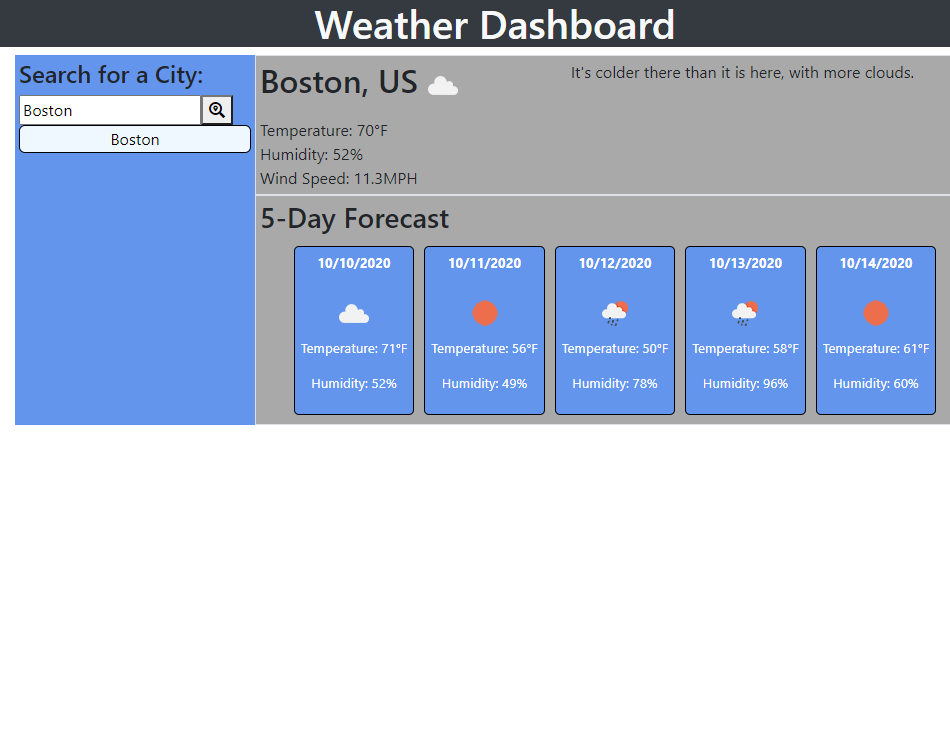 Weather Dashboard
Search for a City:
Boston
Boston
Boston, US
It's colder there than it is here, with more clouds.
Temperature: 70°F
Humidity: 52%
Wind Speed: 11.3MPH
5-Day Forecast
10/10/2020
Temperature: 71°F
Humidity: 52%
10/11/2020
Temperature: 56°F
Humidity: 49%
10/12/2020
Temperature: 50°F
Humidity: 78%
10/13/2020
Temperature: 58°F
Humidity: 96%
10/14/2020
Temperature: 61°F
Humidity: 60%